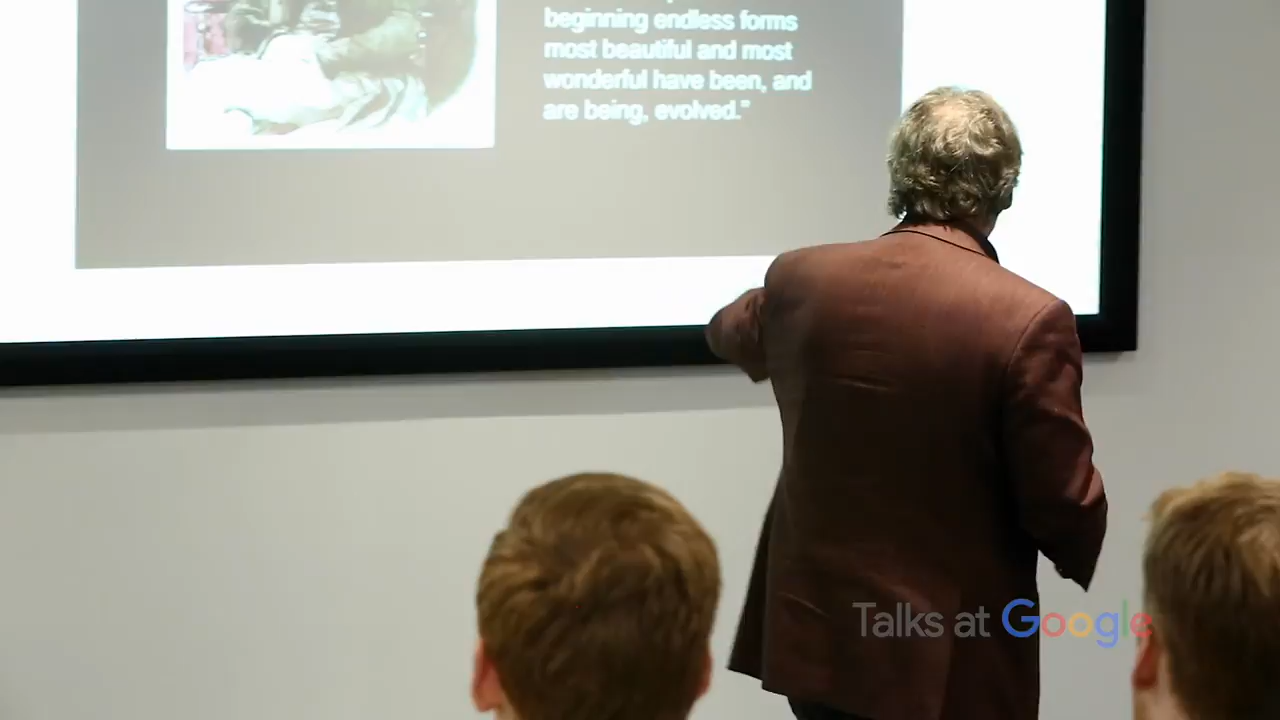 beginning endless forms
most beautiful and most
wonderful have been, and
are being, evolved."
Talks at Google